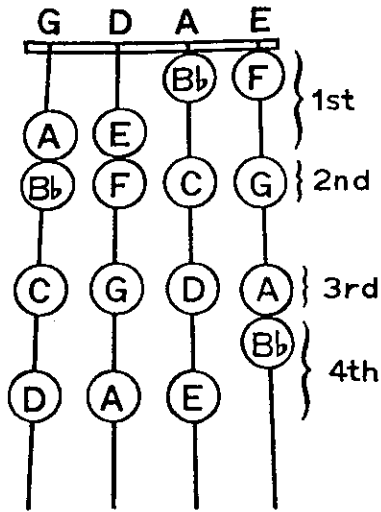 G D A E
B♭ F
1st
A E
B♭ F C G 2nd
C G D A 3rd
B♭
D A E 4th